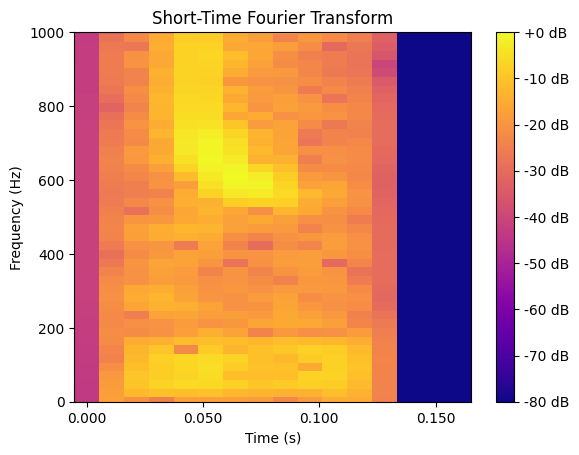 Short-Time Fourier Transform
1000
800
600
400
200
0
Frequency (Hz)
0.000
0.050
0.100
0.150
Time (s)
+0 dB
-10 dB
-20 dB
-30 dB
-40 dB
-50 dB
-60 dB
-70 dB
-80 dB